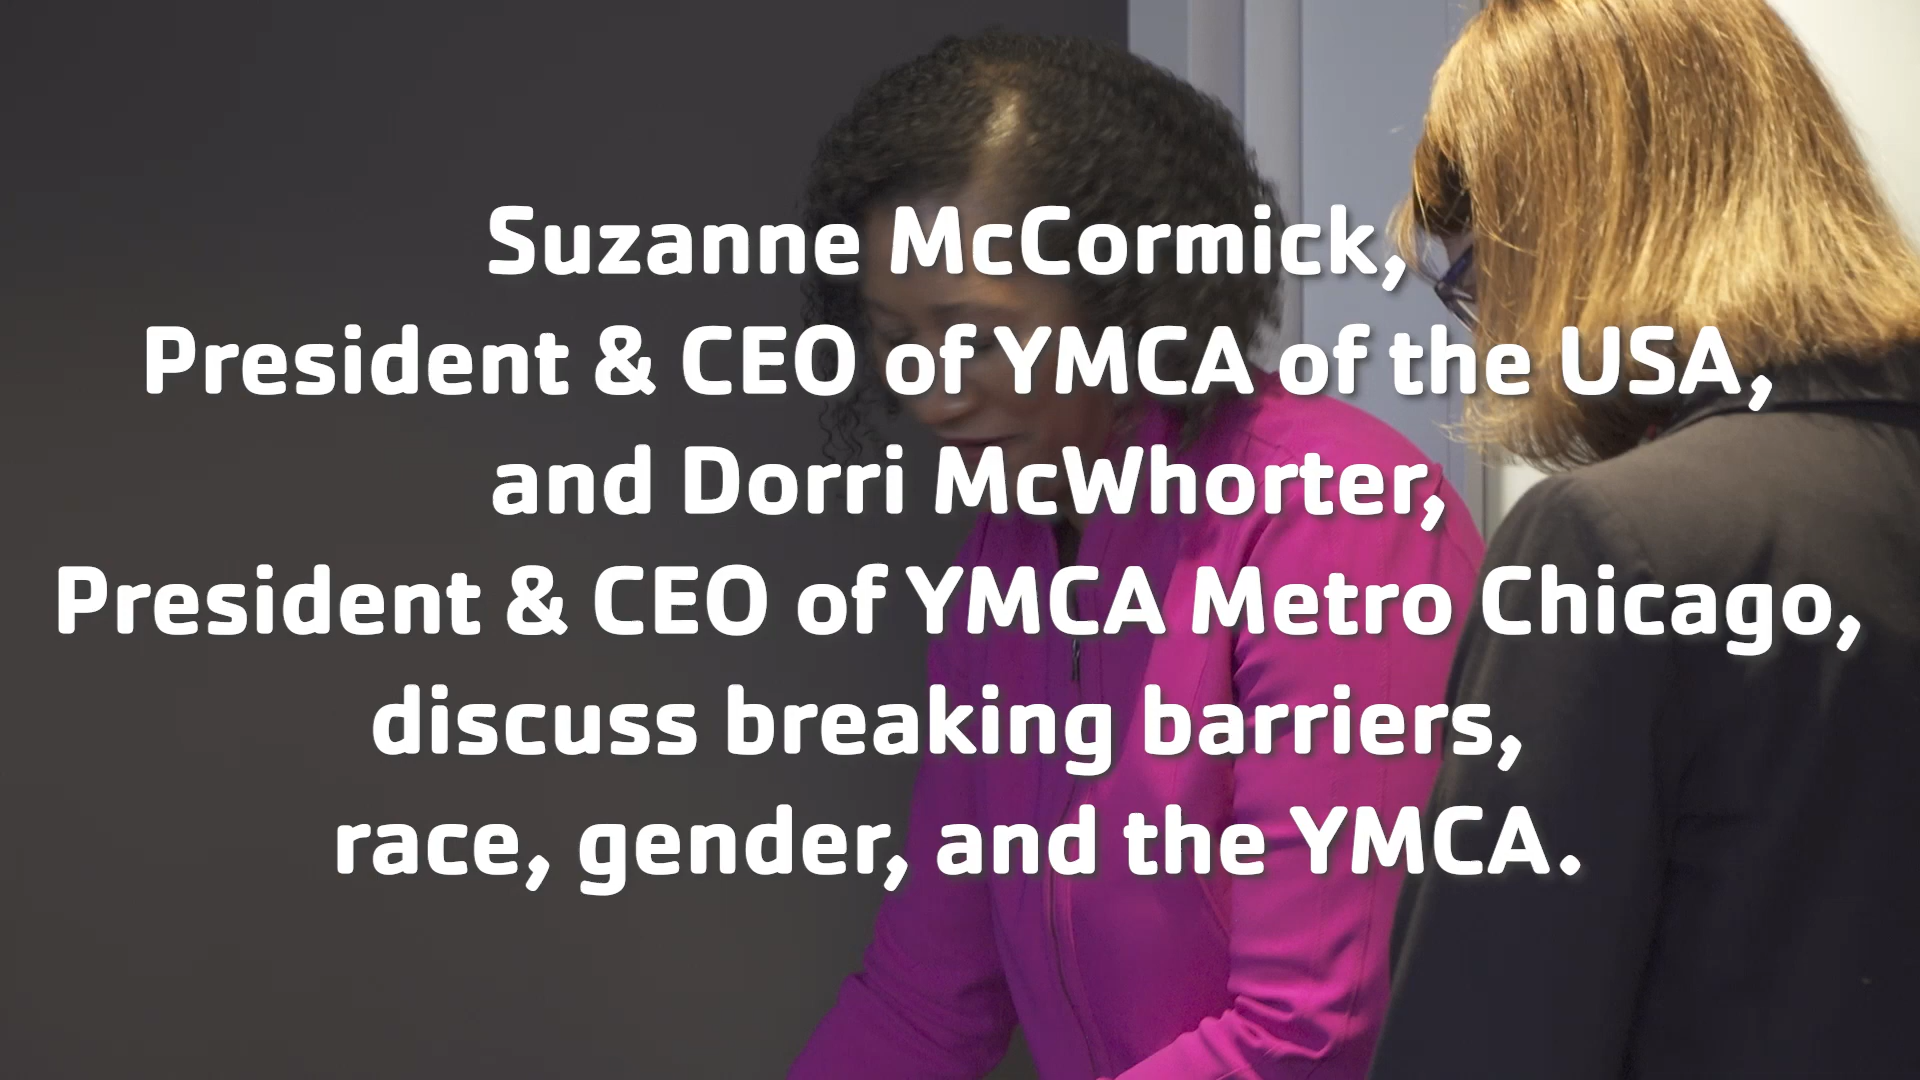 Suzanne McCormick,
President & CEO of YMCA of the USA,
and Dorri McWhorter,
President & CEO of YMCA Metro Chicago,
discuss breaking barriers,
race, gender, and the YMCA.